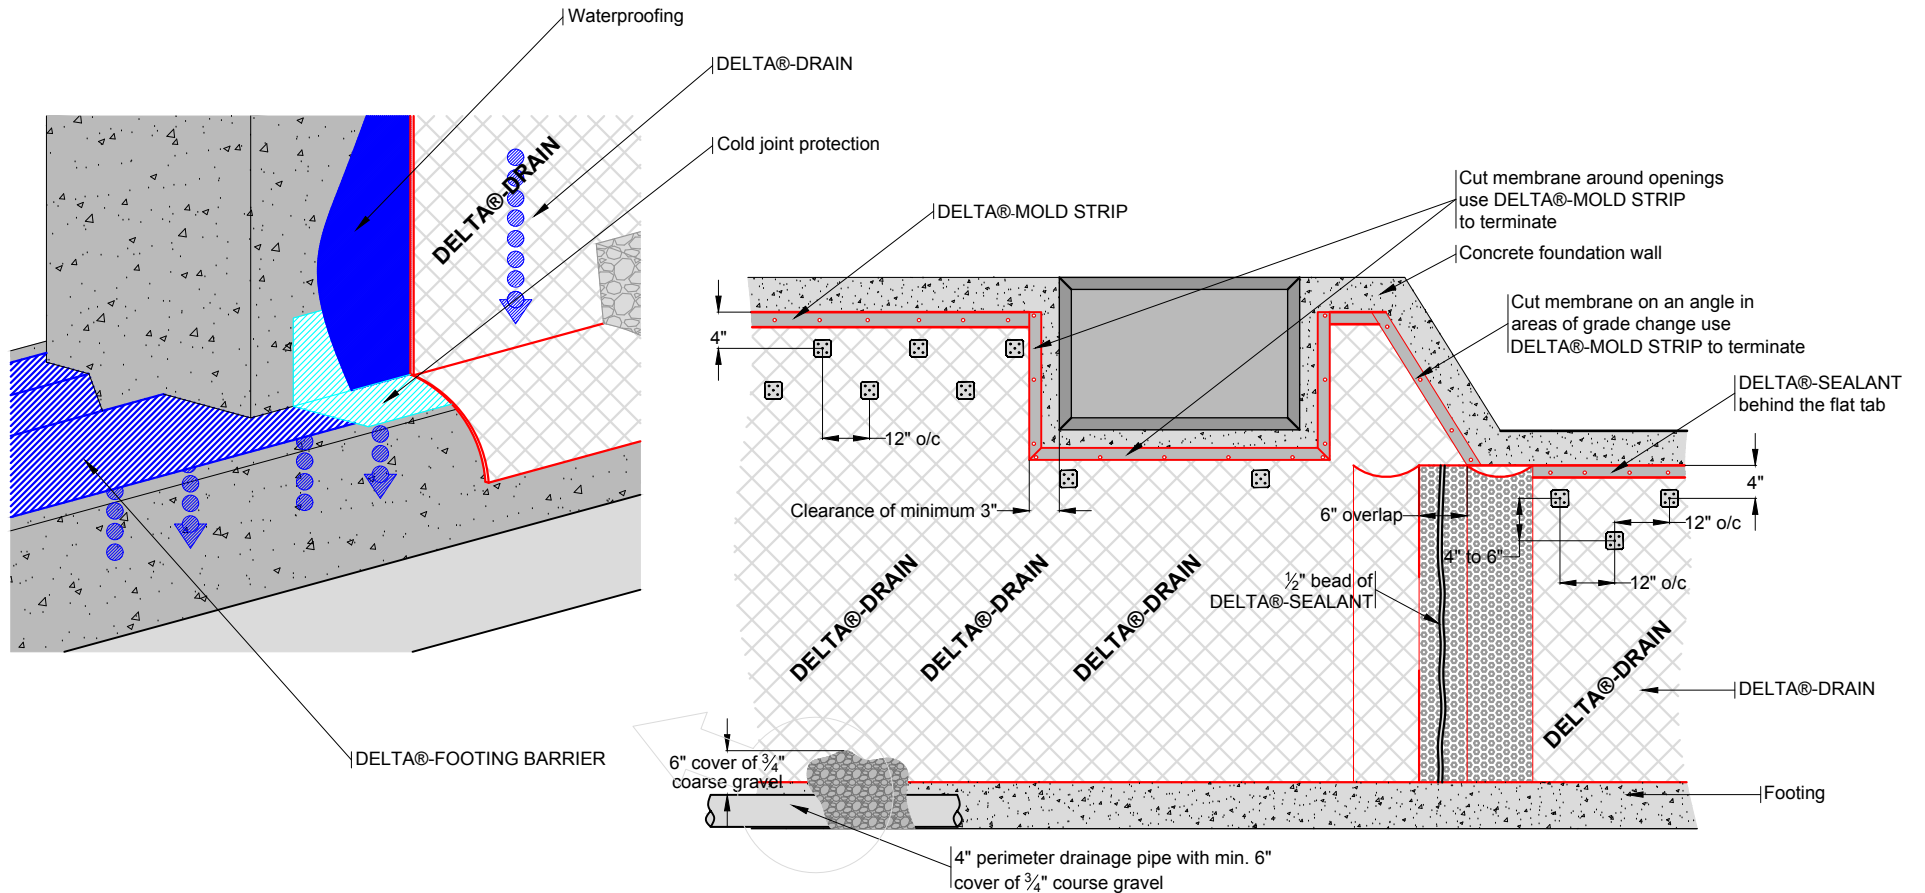 Waterproofing
DELTA®-DRAIN
Cold joint protection
DELTA®-DRAIN
DELTA®-FOOTING BARRIER
DELTA®-MOLD STRIP
Cut membrane around openings
use DELTA®-MOLD STRIP
to terminate
Concrete foundation wall
Cut membrane on an angle in
areas of grade change use
DELTA®-MOLD STRIP to terminate
DELTA®-SEALANT
behind the flat tab
4"
12" o/c
Clearance of minimum 3"
6" overlap
4" to 6"
4"
12" o/c
12" o/c
½" bead of
DELTA®-SEALANT
DELTA®-DRAIN
DELTA®-DRAIN
DELTA®-DRAIN
DELTA®-DRAIN
DELTA®-DRAIN
6" cover of ¾"
coarse gravel
Footing
4" perimeter drainage pipe with min. 6"
cover of ¾" course gravel